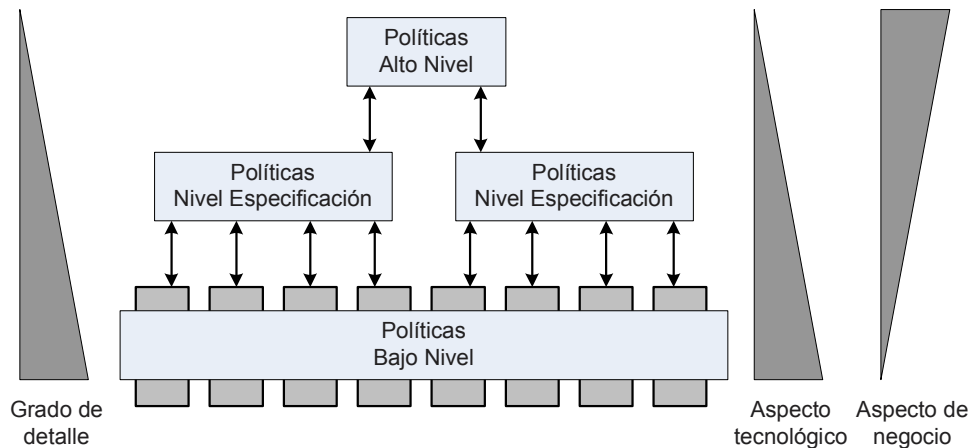 Políticas
Alto Nivel
Políticas
Nivel Especificación
Políticas
Nivel Especificación
Políticas
Bajo Nivel
Grado de
detalle
Aspecto
tecnológico
Aspecto de
negocio